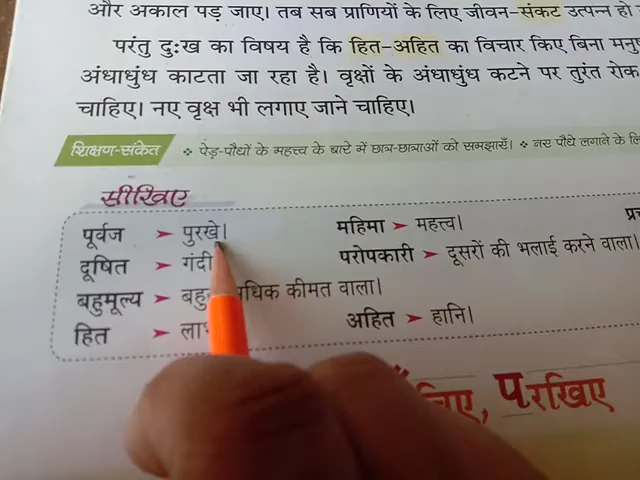 और अकाल पड़ जाए। तब सब प्राणियों के लिए जीवन-संकट उत्पन्न हो
परंतु दुःख का विषय है कि हित-अहित का विचार किए बिना
अंधाधुंध काटता जा रहा है। वृक्षों के अंधाधुंध कटने पर तुरंत रोक
चाहिए। नए वृक्ष भी लगाए जाने चाहिए।
शिक्षण-संकेत ❖ पेड़-पौधों के महत्त्व के बारे में छात्र-छात्राओं को समझाएँ। ❖ नए पौधे लगाने के
सीखिए
पूर्वज ➤ पुरखे। महिमा ➤ महत्त्व।
दूषित ➤ गंदी परोपकारी ➤ दूसरों की भलाई करने वाला।
बहुमूल्य ➤ कीमत वाला।
हित ➤ अहित ➤ हानि।
परखिए